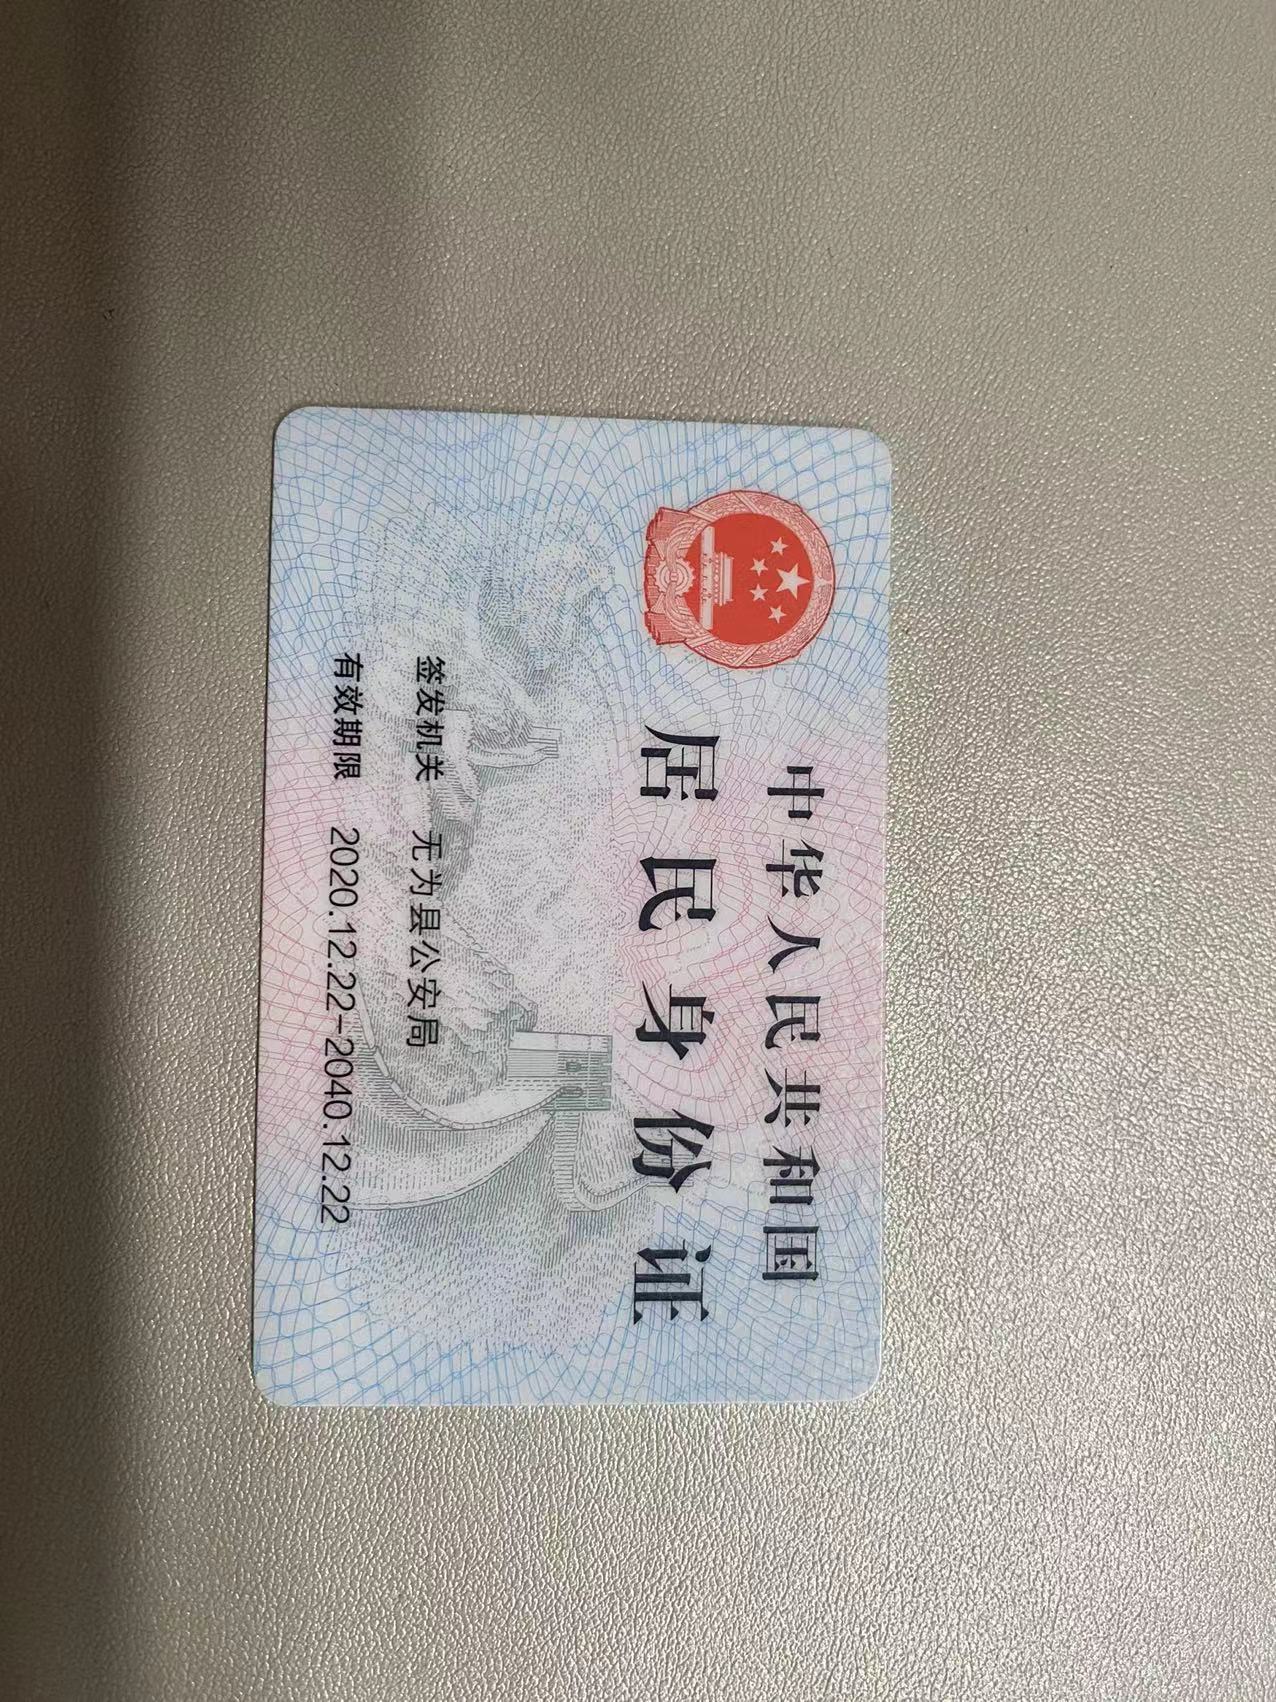 中华人民共和国
居民身份证
签发机关 无为县公安局
有效期限 2020.12.22-2040.12.22